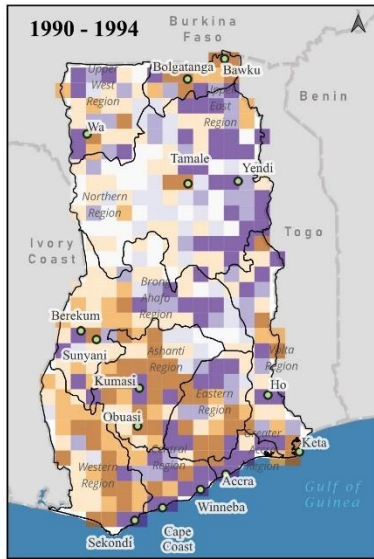 1990 - 1994
Burkina
Faso
Bolgatanga
Bawku
Upper
West
Region
Upper
East
Region
Benin
Wa
Tamale
Yendi
Northern
Region
Togo
Ivory
Coast
Brong
Ahafo
Region
Berekum
Sunyani
Ashanti
Region
Volta
Region
Kumasi
Eastern
Region
Ho
Obuasi
Keta
Greater
Accra
Region
Central
Region
Western
Region
Accra
Gulf of
Guinea
Winneba
Cape
Coast
Sekondi